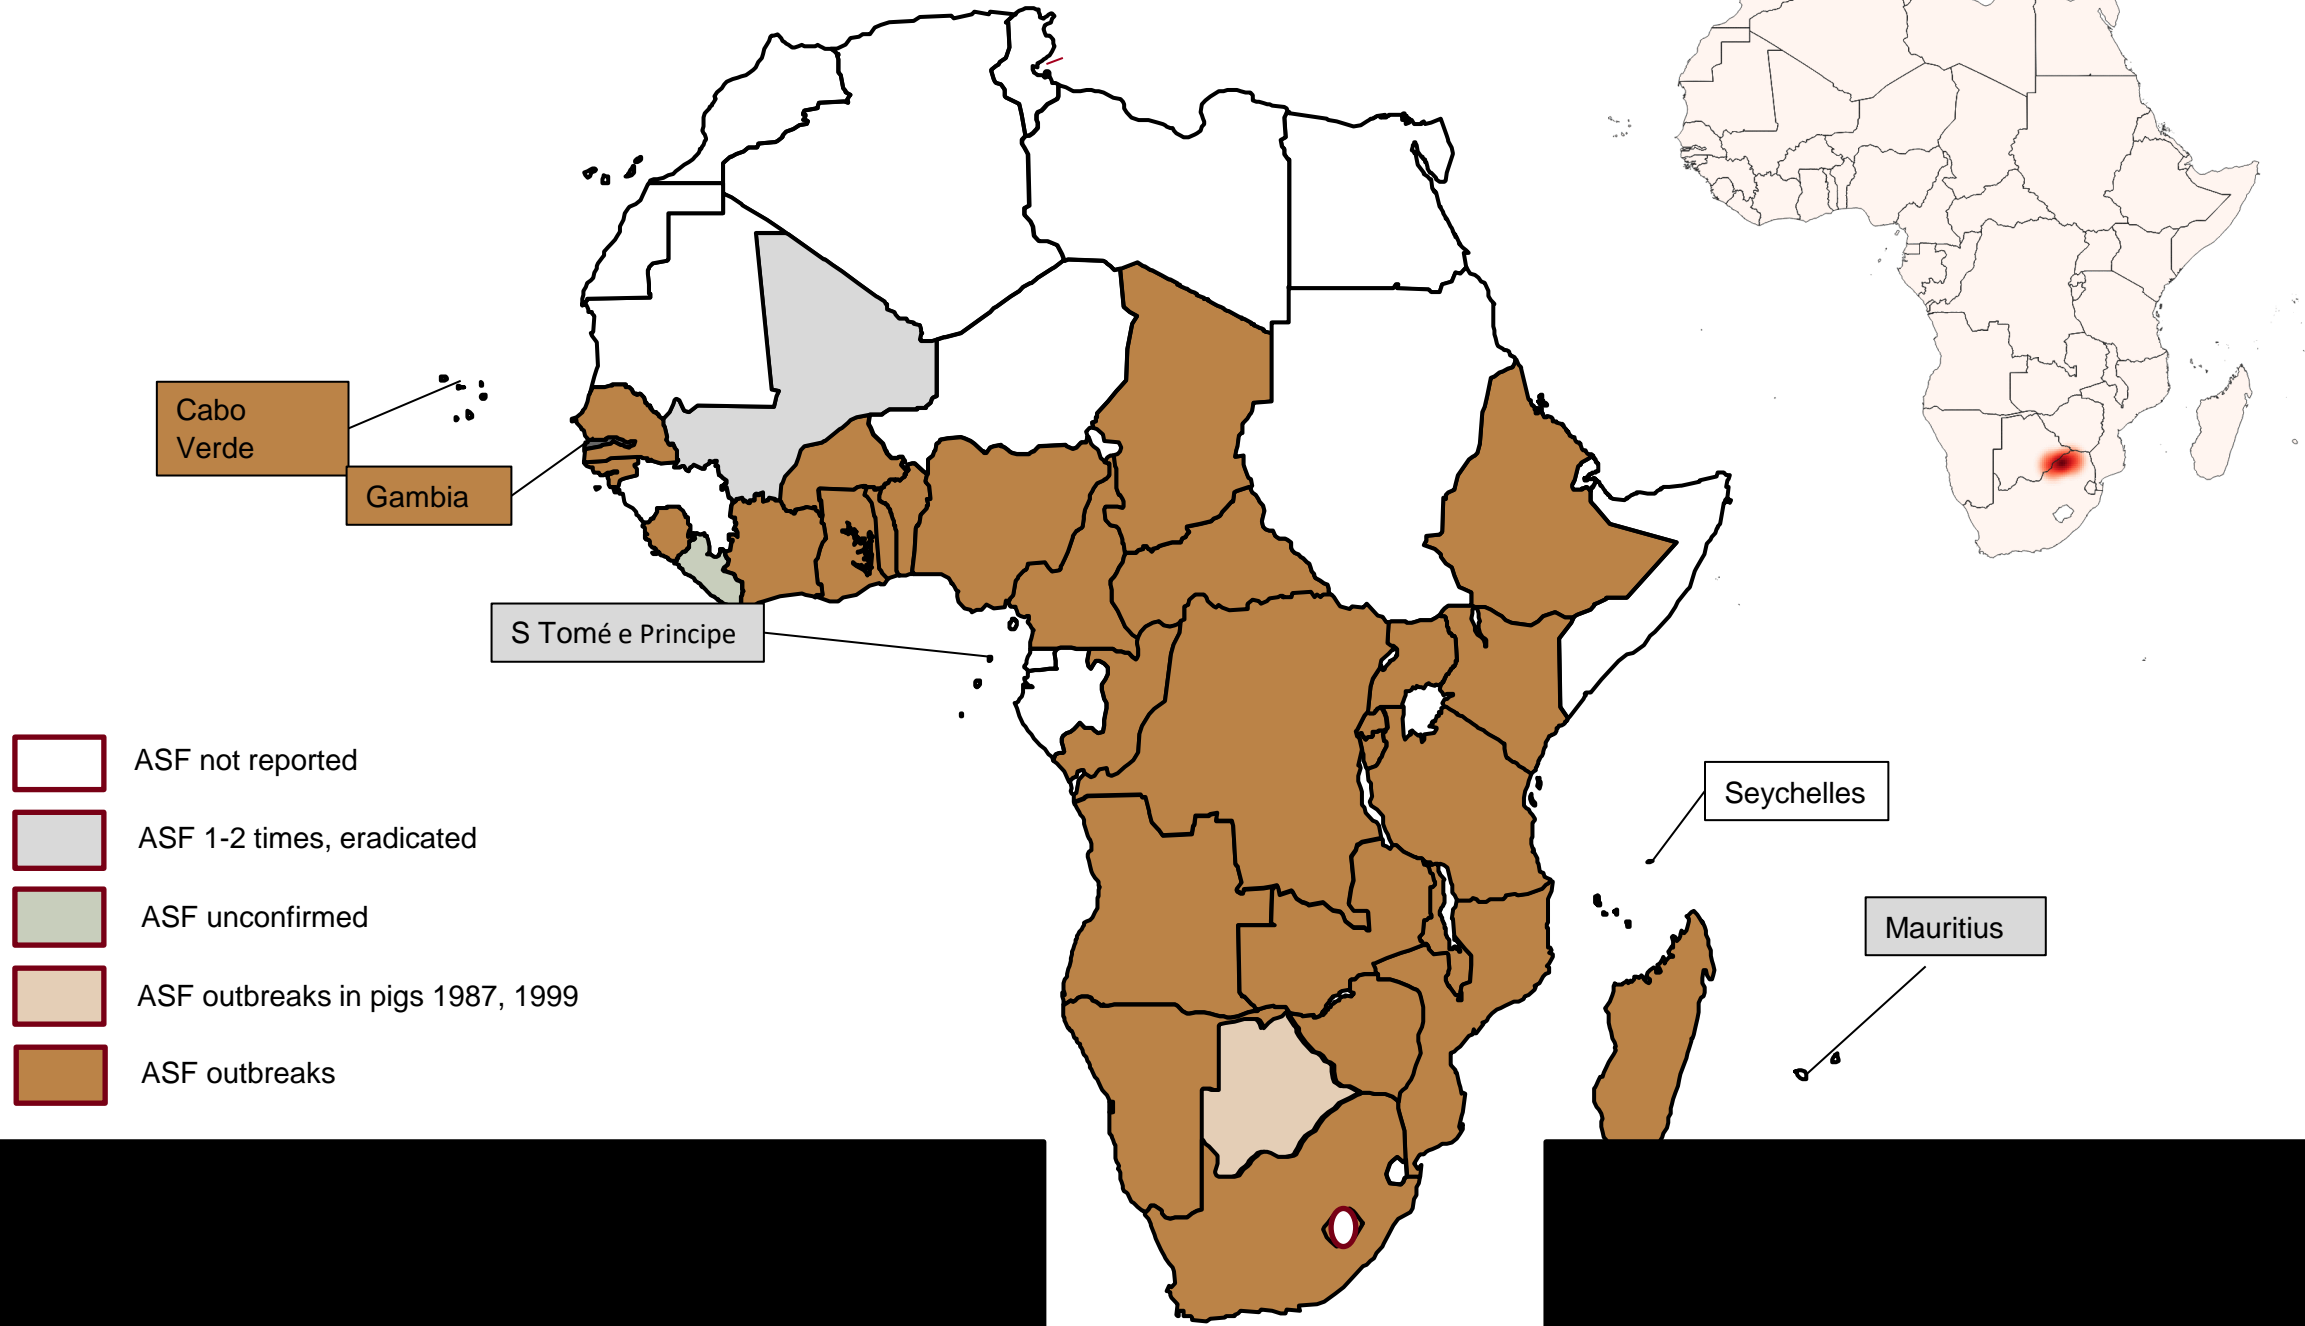 Cabo
Verde
Gambia
S Tomé e Principe
ASF not reported
Seychelles
ASF 1-2 times, eradicated
ASF unconfirmed
Mauritius
ASF outbreaks in pigs 1987, 1999
ASF outbreaks